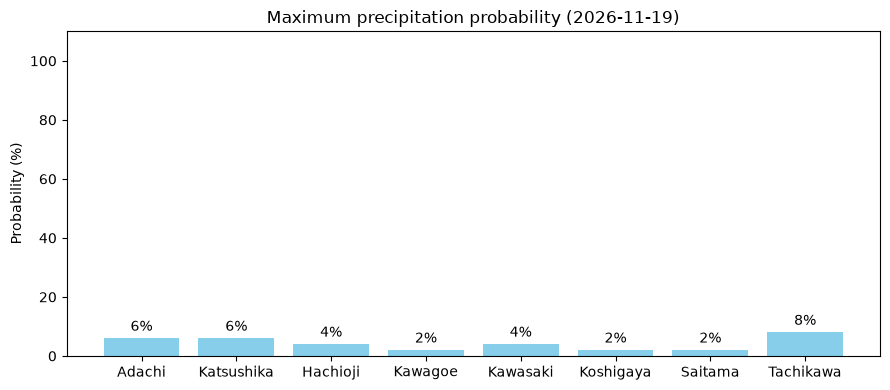 Maximum precipitation probability (2026-11-19)
Probability (%)
100
80
60
40
20
0
6%
6%
4%
2%
4%
2%
2%
8%
Adachi
Katsushika
Hachioji
Kawagoe
Kawasaki
Koshigaya
Saitama
Tachikawa